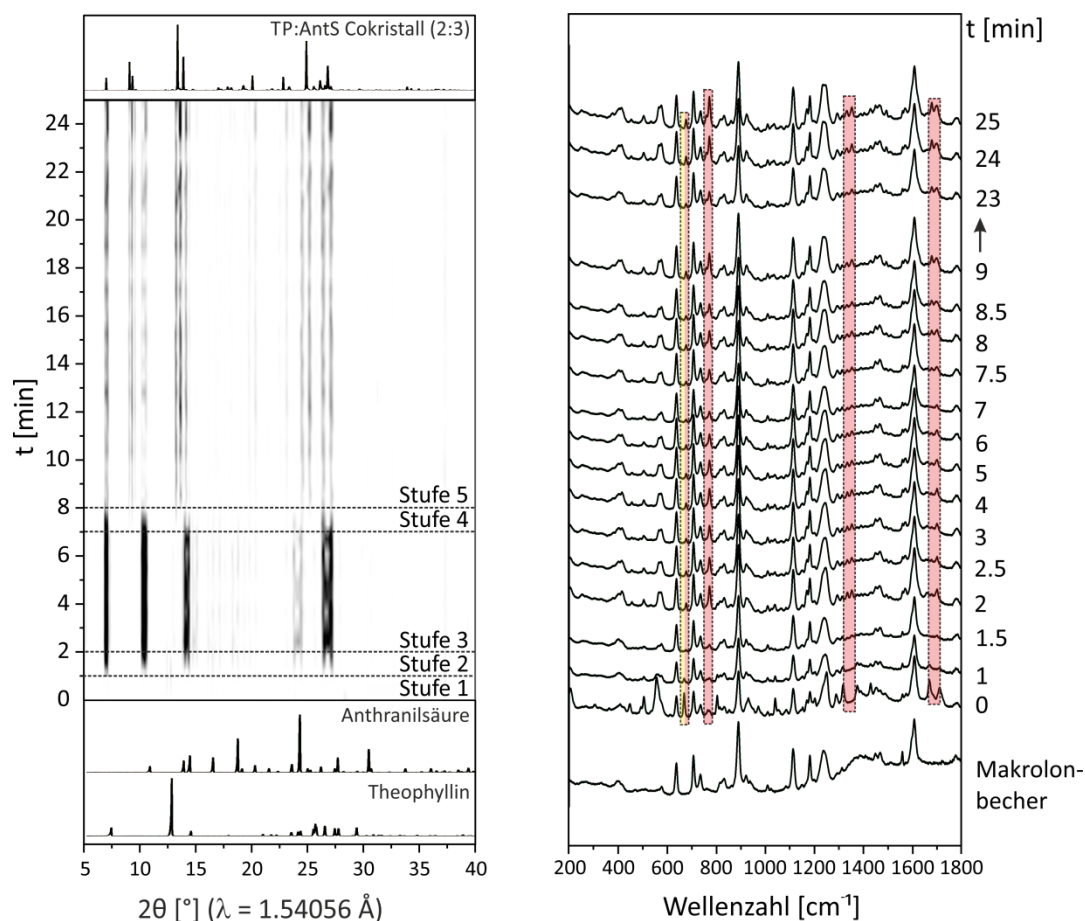 TP:AntS Cokristall (2:3)
24
22
20
18
16
14
12
10
8
6
4
2
0
t [min]
Stufe 5
Stufe 4
Stufe 3
Stufe 2
Stufe 1
Anthranilsäure
Theophyllin
5 10 15 20 25 30 35 40
2θ [°] (λ = 1.54056 Å)
t [min]
25
24
23
9
8.5
8
7.5
7
6
5
4
3
2.5
2
1.5
1
0
Makrolon-
becher
200 400 600 800 1000 1200 1400 1600 1800
Wellenzahl [cm⁻¹]